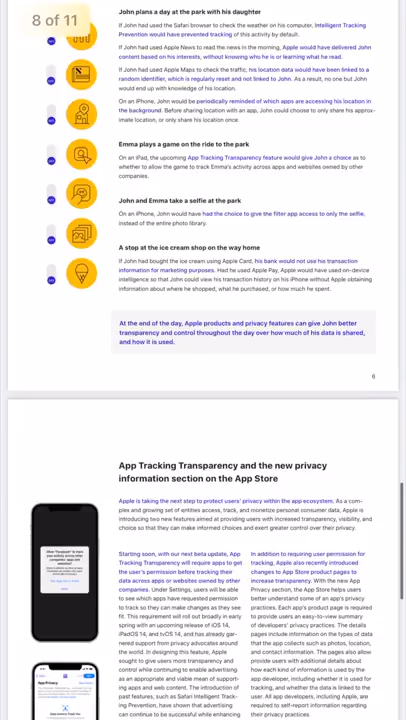 8 of 11
John plans a day at the park with his daughter
If John had used the Safari browser to check the weather on his computer, Intelligent Tracking
Prevention would have prevented tracking of this activity by default.
If John had used Apple News to read the news in the morning, Apple would have delivered John
content based on his interests, without knowing who he is or learning what he read.
If John had used Apple Maps to check the traffic, his location data would have been linked to a
random identifier, which is regularly reset and not linked to John. As a result, no one but John
would end up with knowledge of his location.
On an iPhone, John would be periodically reminded of which apps are accessing his location in
the background. Before sharing location with an app, John could choose to only share his approx-
imate location, or only share his location once.
Emma plays a game on the ride to the park
On an iPad, the upcoming App Tracking Transparency feature would give John a choice as to
whether to allow the game to track Emma's activity across apps and websites owned by other
companies.
John and Emma take a selfie at the park
On an iPhone, John would have had the choice to give the filter app access to only the selfie,
instead of the entire photo library.
A stop at the ice cream shop on the way home
If John had bought the ice cream using Apple Card, his bank would not use his transaction
information for marketing purposes. Had he used Apple Pay, Apple would have used on-device
intelligence so that John could view his transaction history on his iPhone without Apple obtaining
information about where he shopped, what he purchased, or how much he spent.
At the end of the day, Apple products and privacy features can give John better
transparency and control throughout the day over how much of his data is shared,
and how it is used.
6
App Tracking Transparency and the new privacy
information section on the App Store
Apple is taking the next step to protect users' privacy within the app ecosystem. As a com-
plex and growing set of entities access, track, and monetize personal consumer data, Apple is
introducing two new features aimed at providing users with increased transparency, visibility, and
choice so that they can make informed choices and exert greater control over their privacy.
Starting soon, with our next beta update, App
Tracking Transparency will require apps to get
the user's permission before tracking their
data across apps or websites owned by other
companies. Under Settings, users will be able
to see which apps have requested permission
to track so they can make changes as they see
fit. This requirement will roll out broadly in early
spring with an upcoming release of iOS 14,
iPadOS 14, and tvOS 14, and has already gar-
nered support from privacy advocates around
the world. In designing this feature, Apple
sought to give users more transparency and
control while continuing to enable advertising
as an appropriate and viable mean of support-
ing apps and web content. The introduction of
past features, such as Safari Intelligent Track-
ing Prevention, have shown that advertising
can continue to be successful while enhancing
In addition to requiring user permission for
tracking, Apple also recently introduced
changes to App Store product pages to
increase transparency. With the new App
Privacy section, the App Store helps users
better understand some of an app's privacy
practices. Each app's product page is required
to provide users an easy-to-view summary
of developers' privacy practices. The details
pages include information on the types of data
that the app collects such as photos, location,
and contact information. The pages also allow
provide users with additional details about
how each kind of information is used by the
app developer, including whether it is used for
tracking, and whether the data is linked to the
user. All app developers, including Apple, are
required to self-report information regarding
their privacy practices.
App Privacy